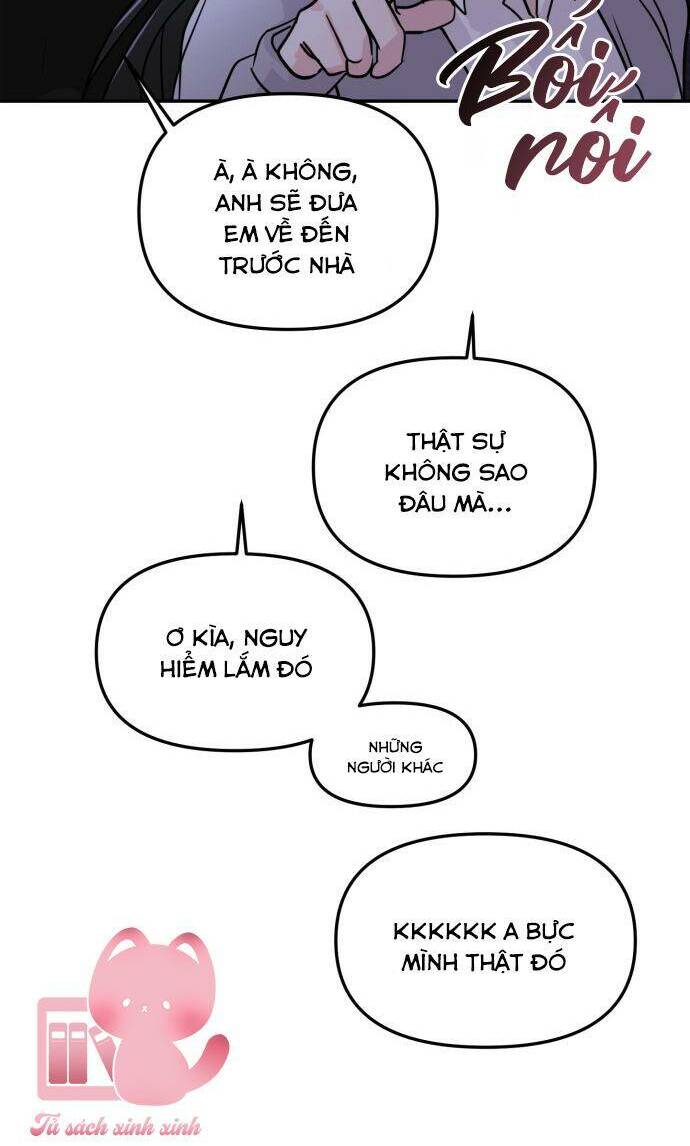 Bối
rối
À, À KHÔNG,
ANH SẼ ĐƯA
EM VỀ ĐẾN
TRƯỚC NHÀ
THẬT SỰ
KHÔNG SAO
ĐÂU MÀ...
Ơ KÌA, NGUY
HIỂM LẮM ĐÓ
NHỮNG
NGƯỜI KHÁC
KKKKKK A BỰC
MÌNH THẬT ĐÓ
Tủ sách xinh xinh